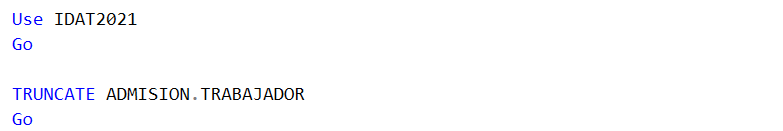 Use IDAT2021
Go
TRUNCATE ADMISION.TRABAJADOR
Go